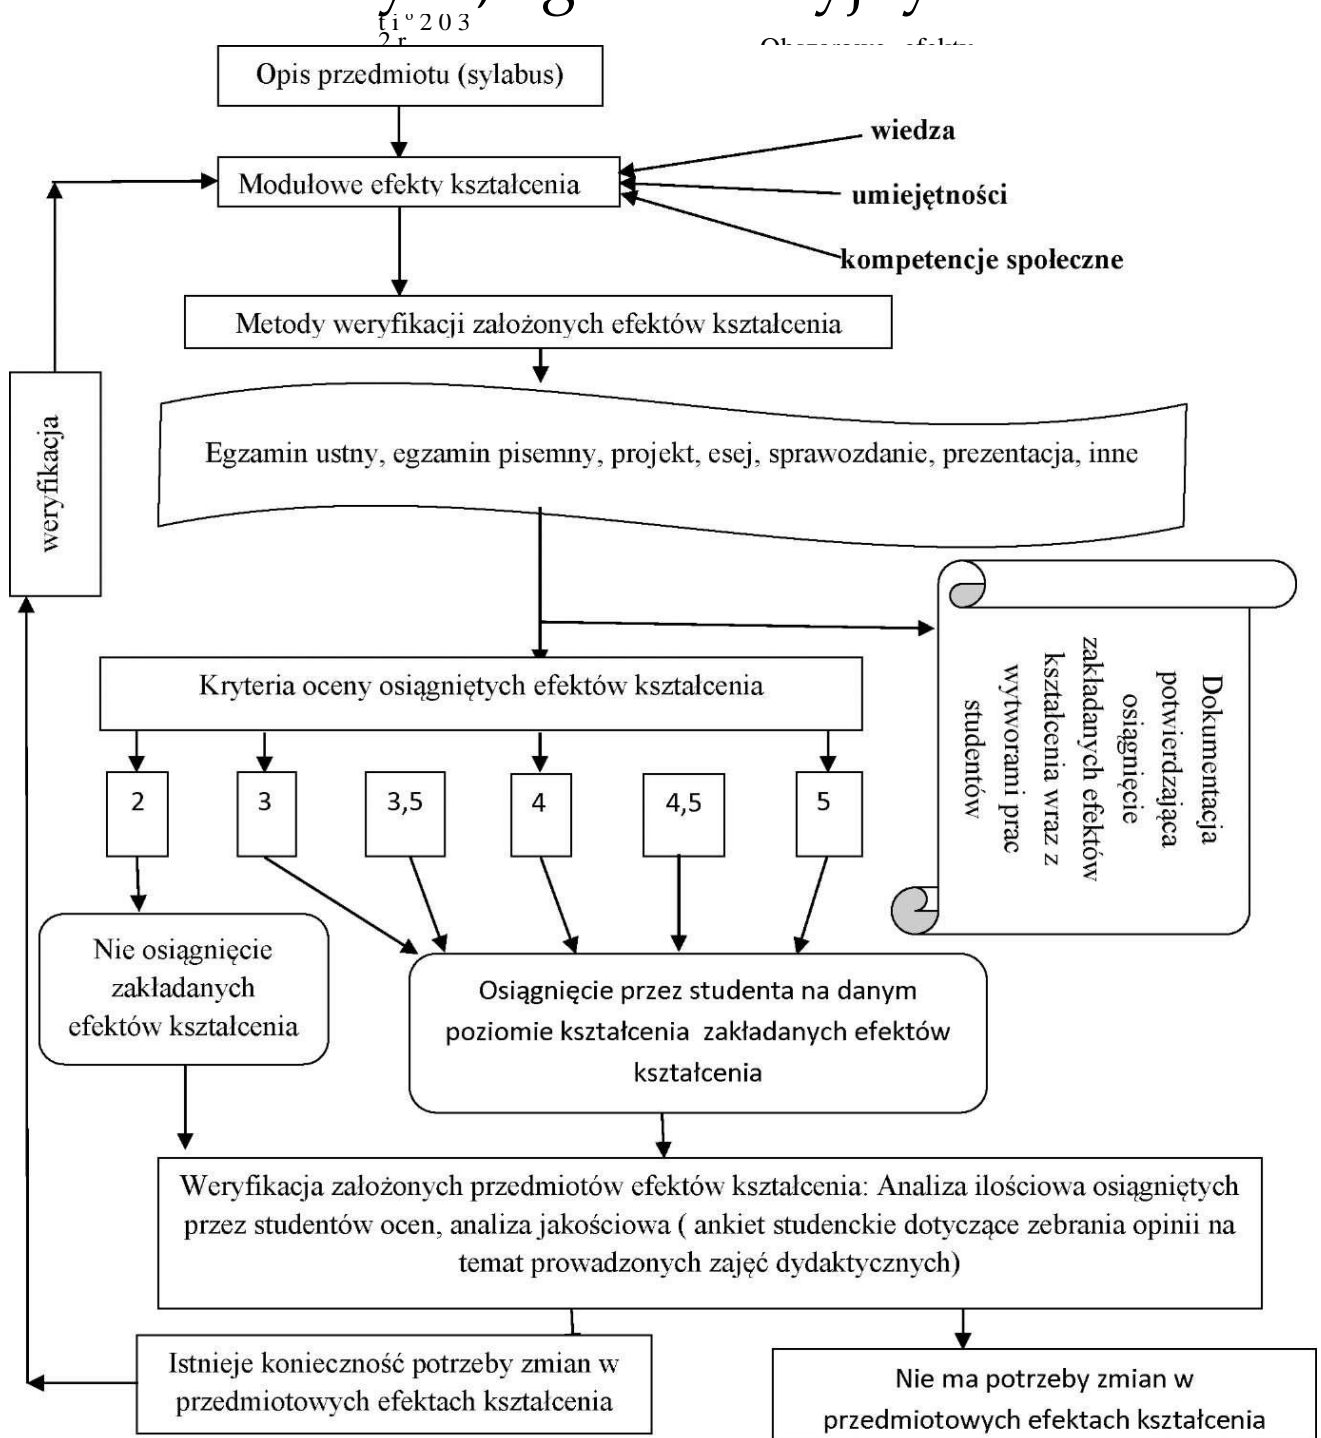 ti º 203
2 r
Opis przedmiotu (sylabus)
wiedza
Modułowe efekty kształcenia
umiejętności
kompetencje społeczne
Metody weryfikacji założonych efektów kształcenia
weryfikacja
Egzamin ustny, egzamin pisemny, projekt, esej, sprawozdanie, prezentacja, inne
Dokumentacja
potwierdzająca
osiągnięcie
zakładanych efektów
kształcenia wraz z
wytworami prac
studentów
Kryteria oceny osiągniętych efektów kształcenia
2
3
3,5
4
4,5
5
Nie osiągnięcie
zakładanych
efektów kształcenia
Osiągnięcie przez studenta na danym
poziomie kształcenia zakładanych efektów
kształcenia
Weryfikacja założonych przedmiotów efektów kształcenia: Analiza ilościowa osiągniętych
przez studentów ocen, analiza jakościowa ( ankiet studenckie dotyczące zebrania opinii na
temat prowadzonych zajęć dydaktycznych)
Istnieje konieczność potrzeby zmian w
przedmiotowych efektach kształcenia
Nie ma potrzeby zmian w
przedmiotowych efektach kształcenia